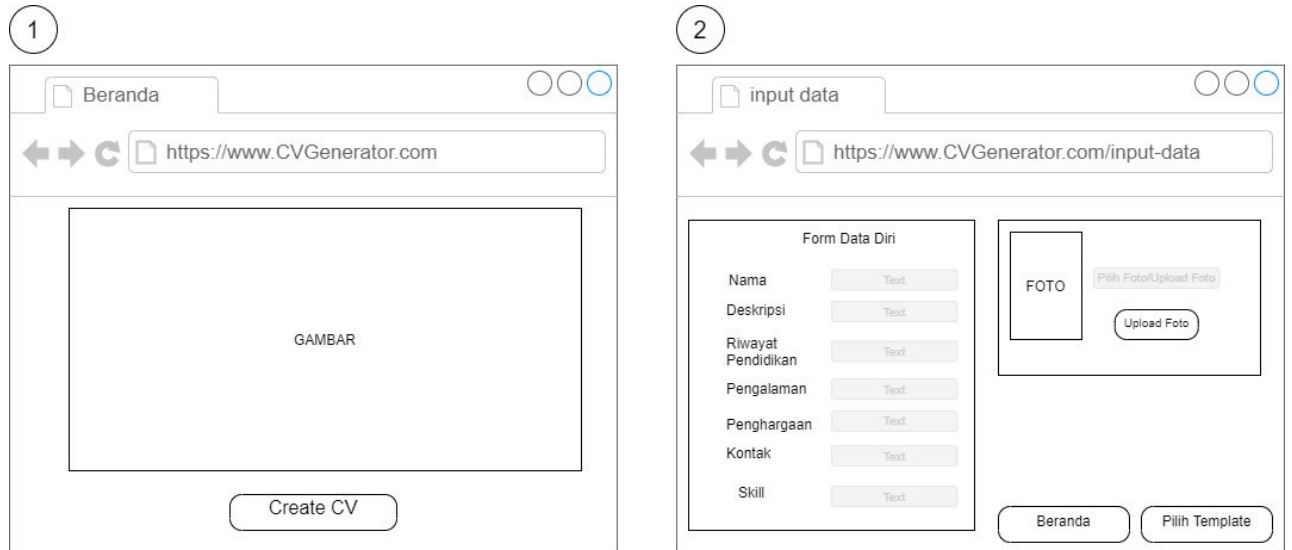 1
Beranda
https://www.CVGenerator.com
GAMBAR
Create CV
2
input data
https://www.CVGenerator.com/input-data
Form Data Diri
Nama
Text
Deskripsi
Text
Riwayat
Pendidikan
Text
Pengalaman
Text
Penghargaan
Text
Kontak
Text
Skill
Text
FOTO
Pilih Foto/Upload Foto
Upload Foto
Beranda
Pilih Template